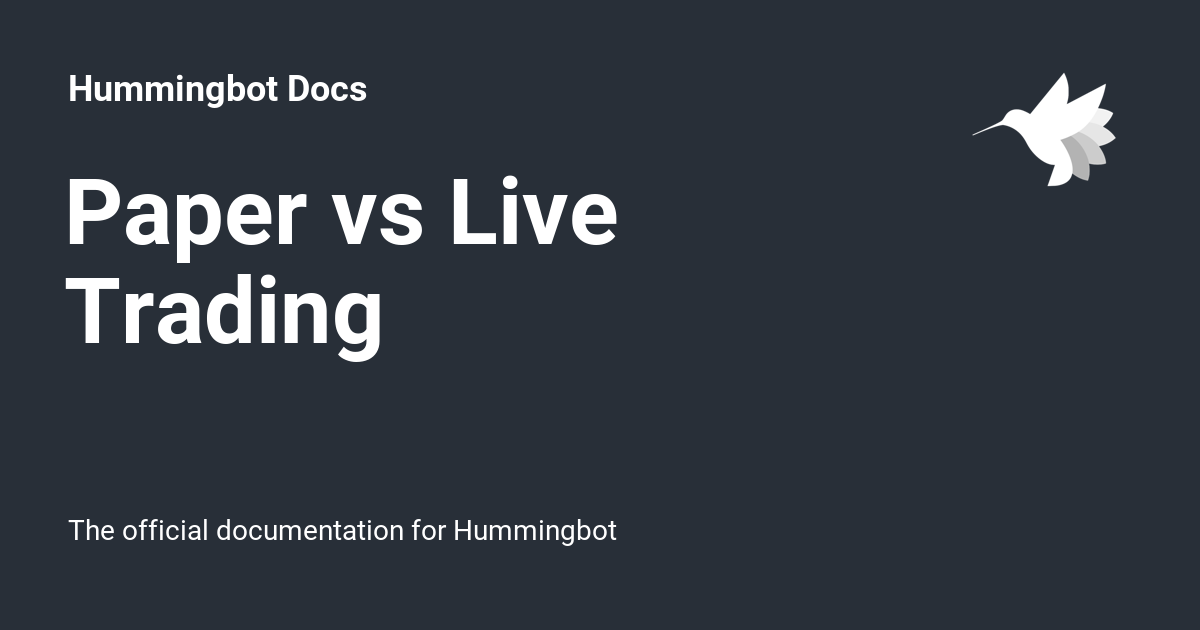 Hummingbot Docs
Paper vs Live
Trading
The official documentation for Hummingbot